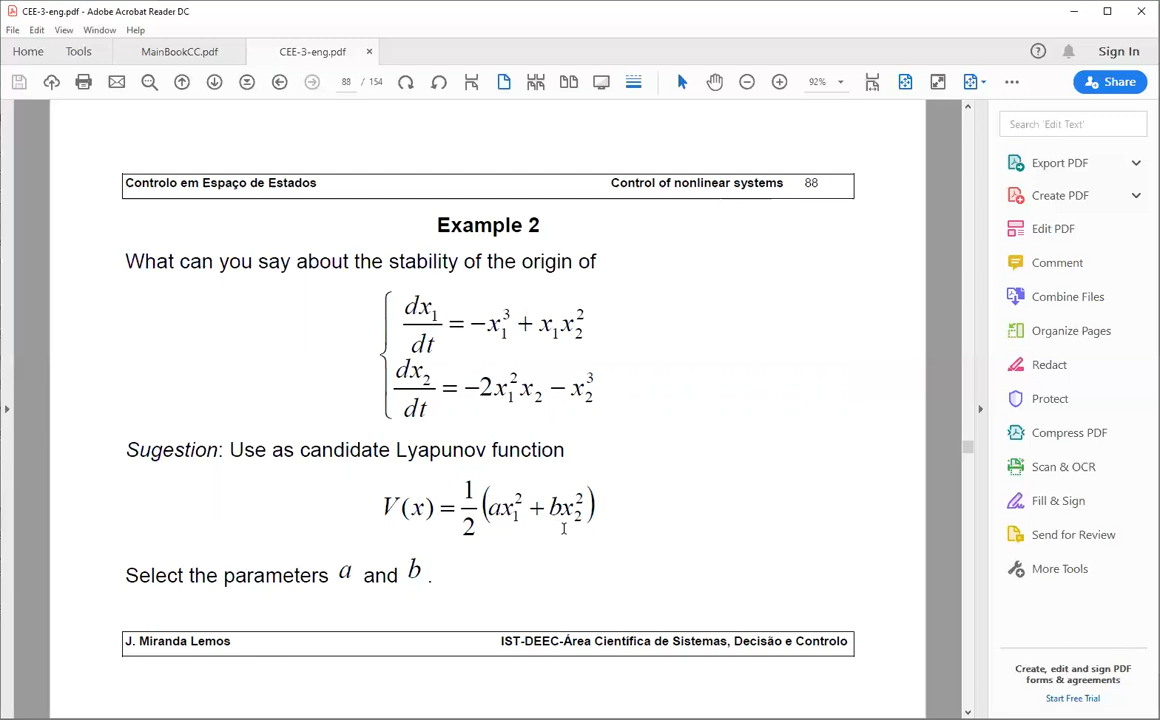 CEE-3-eng.pdf - Adobe Acrobat Reader DC
File Edit View Window Help
Home Tools MainBookCC.pdf CEE-3-eng.pdf × Sign In
88 / 154 92% ••• Share
Search 'Edit Text'
Export PDF
Create PDF
Edit PDF
Comment
Combine Files
Organize Pages
Redact
Protect
Compress PDF
Scan & OCR
Fill & Sign
Send for Review
More Tools
Create, edit and sign PDF
forms & agreements
Start Free Trial
Controlo em Espaço de Estados Control of nonlinear systems 88
Example 2
What can you say about the stability of the origin of
dx₁/dt = −x₁³ + x₁x₂²
dx₂/dt = −2x₁²x₂ − x₂³
Sugestion: Use as candidate Lyapunov function
V(x) = 1/2 (ax₁² + bx₂²)
Select the parameters a and b .
J. Miranda Lemos IST-DEEC-Área Científica de Sistemas, Decisão e Controlo